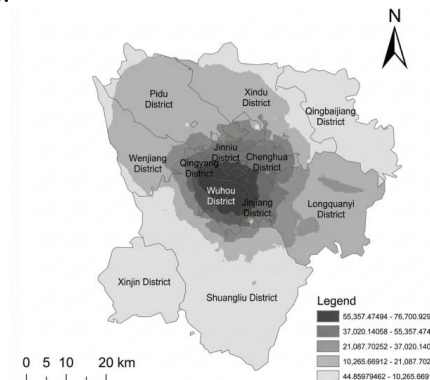 N
Pidu
District
Xindu
District
Qingbaijiang
District
Jinniu
District
Chenghua
District
Wenjiang
District
Qingyang
District
Wuhou
District
Jinjiang
District
Longquanyi
District
Xinjin District
Shuangliu District
Legend
55,357.47494 - 76,700.929
37,020.14058 - 55,357.474
21,087.70252 - 37,020.140
10,265.66912 - 21,087.702
44.85979462 - 10,265.669
0 5 10 20 km